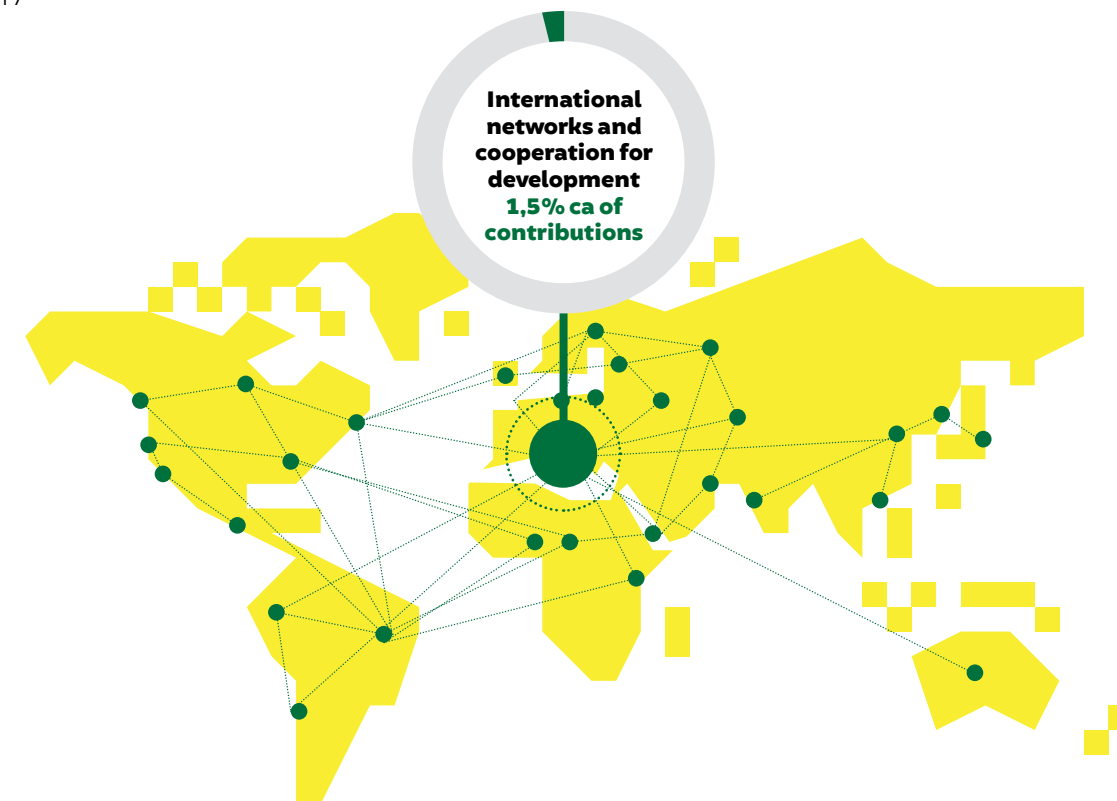 International
networks and
cooperation for
development
1,5% ca of
contributions